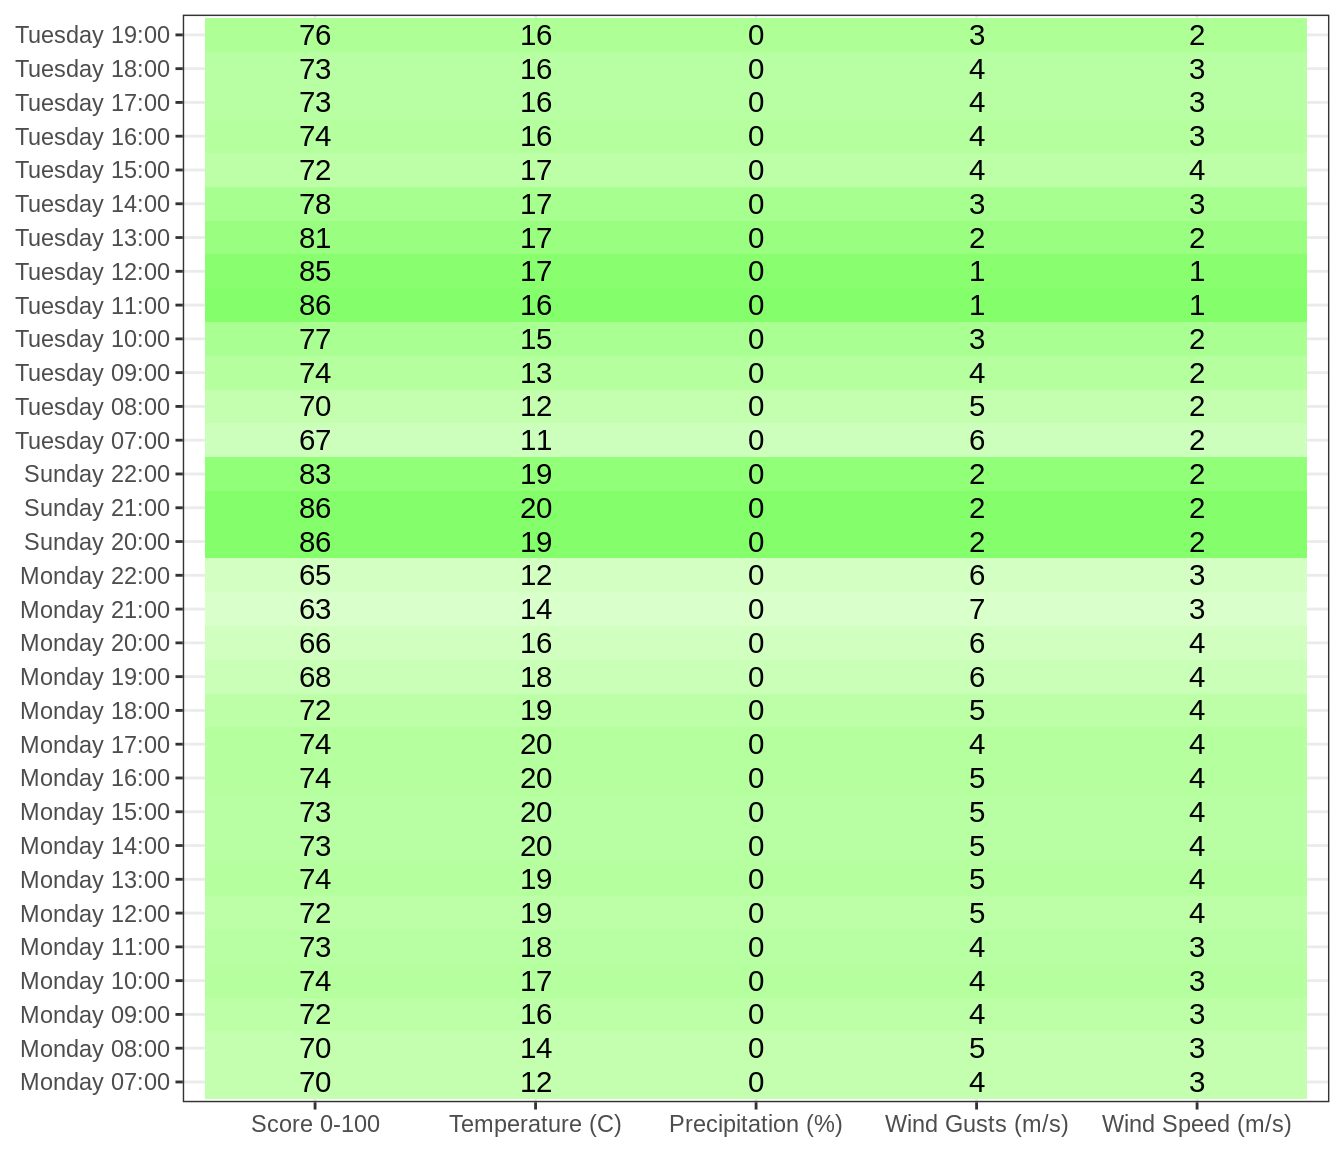 Tuesday 19:00 76 16 0 3 2
Tuesday 18:00 73 16 0 4 3
Tuesday 17:00 73 16 0 4 3
Tuesday 16:00 74 16 0 4 3
Tuesday 15:00 72 17 0 4 4
Tuesday 14:00 78 17 0 3 3
Tuesday 13:00 81 17 0 2 2
Tuesday 12:00 85 17 0 1 1
Tuesday 11:00 86 16 0 1 1
Tuesday 10:00 77 15 0 3 2
Tuesday 09:00 74 13 0 4 2
Tuesday 08:00 70 12 0 5 2
Tuesday 07:00 67 11 0 6 2
Sunday 22:00 83 19 0 2 2
Sunday 21:00 86 20 0 2 2
Sunday 20:00 86 19 0 2 2
Monday 22:00 65 12 0 6 3
Monday 21:00 63 14 0 7 3
Monday 20:00 66 16 0 6 4
Monday 19:00 68 18 0 6 4
Monday 18:00 72 19 0 5 4
Monday 17:00 74 20 0 4 4
Monday 16:00 74 20 0 5 4
Monday 15:00 73 20 0 5 4
Monday 14:00 73 20 0 5 4
Monday 13:00 74 19 0 5 4
Monday 12:00 72 19 0 5 4
Monday 11:00 73 18 0 4 3
Monday 10:00 74 17 0 4 3
Monday 09:00 72 16 0 4 3
Monday 08:00 70 14 0 5 3
Monday 07:00 70 12 0 4 3
Score 0-100 Temperature (C) Precipitation (%) Wind Gusts (m/s) Wind Speed (m/s)